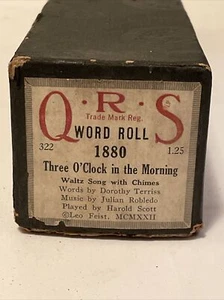 Q·R·S
Trade Mark Reg.
WORD ROLL
322 1880 1.25
Three O'Clock in the Morning
Waltz Song with Chimes
Words by Dorothy Terriss
Music by Julian Robledo
Played by Harold Scott
©Leo Feist, MCMXXII